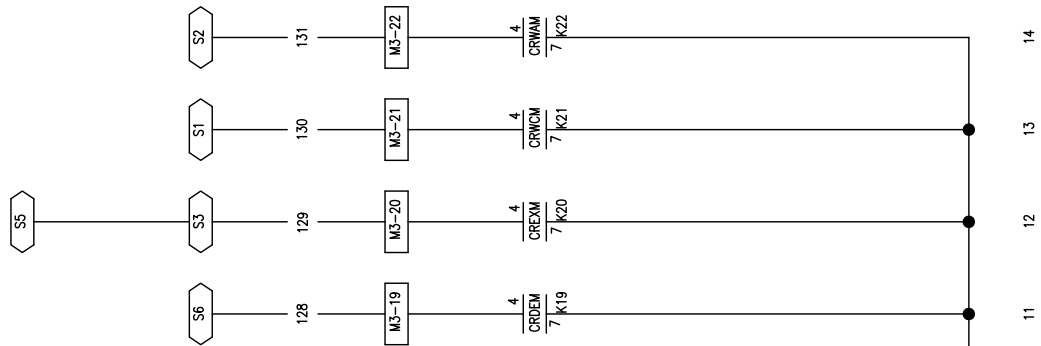 S2
131
M3-22
4
CRWAM
7 K22
14
S1
130
M3-21
4
CRWCM
7 K21
13
S5
S3
129
M3-20
4
CREXM
7 K20
12
S6
128
M3-19
4
CRDEM
7 K19
11